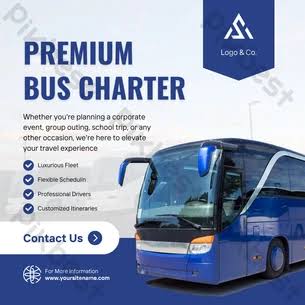 Logo & Co.
PREMIUM
BUS CHARTER
Whether you're planning a corporate
event, group outing, school trip, or any
other occasion, we're here to elevate
your travel experience
Luxurious Fleet
Flexible Schedulin
Professional Drivers
Customized Itineraries
Contact Us
For More Information
www.yoursitename.com